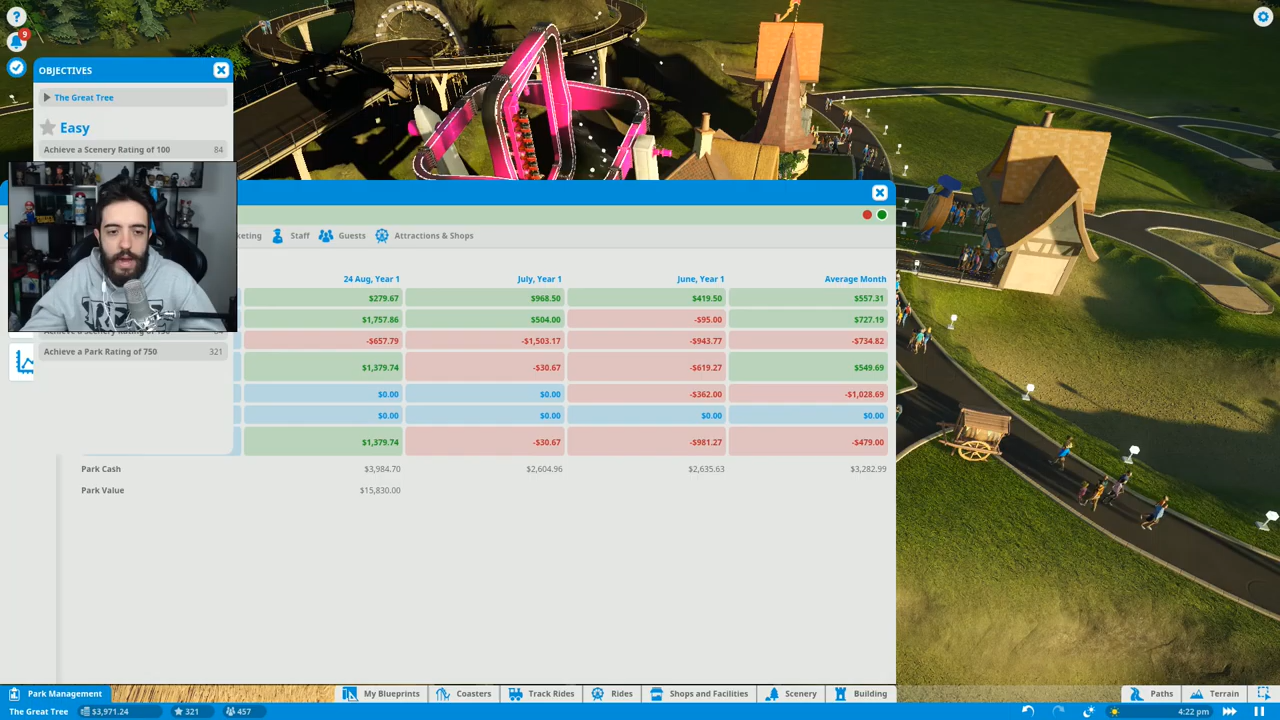 ?
9
OBJECTIVES
The Great Tree
Easy
Achieve a Scenery Rating of 100 84
keting Staff Guests Attractions & Shops
24 Aug, Year 1 July, Year 1 June, Year 1 Average Month
$279.67 $968.50 $419.50 $557.31
$1,757.86 $504.00 -$95.00 $727.19
-$657.79 -$1,503.17 -$943.77 -$734.82
Achieve a Park Rating of 750 321
$1,379.74 -$30.67 -$619.27 $549.69
$0.00 $0.00 -$362.00 -$1,028.69
$0.00 $0.00 $0.00 $0.00
$1,379.74 -$30.67 -$981.27 -$479.00
Park Cash $3,984.70 $2,604.96 $2,635.63 $3,282.99
Park Value $15,830.00
Park Management My Blueprints Coasters Track Rides Rides Shops and Facilities Scenery Building Paths Terrain
The Great Tree $3,971.24 321 457 4:22 pm